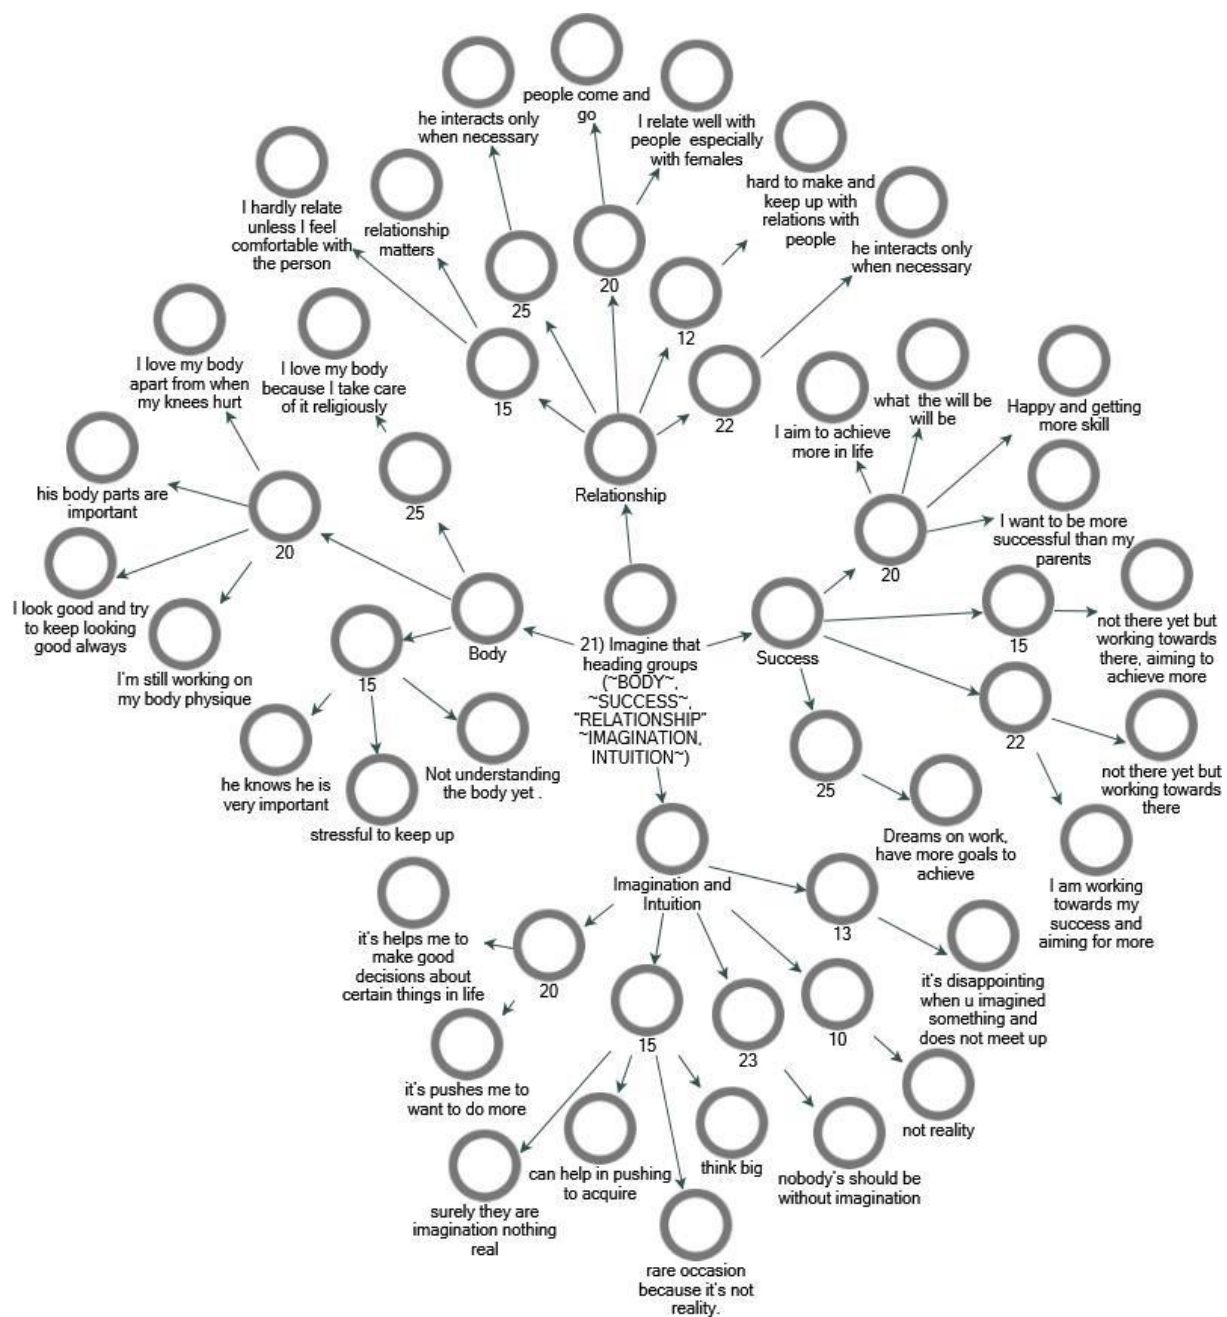 people come and
go
he interacts only
when necessary
I relate well with
people especially
with females
hard to make and
keep up with
relations with
people
he interacts only
when necessary
I hardly relate
unless I feel
comfortable with
the person
relationship
matters
25
20
12
15
22
Relationship
I love my body
apart from when
my knees hurt
I love my body
because I take care
of it religiously
his body parts are
important
25
20
I look good and try
to keep looking
good always
I'm still working on
my body physique
15
Body
he knows he is
very important
stressful to keep up
Not understanding
the body yet .
21) Imagine that
heading groups
(~BODY~,
~SUCCESS~,
"RELATIONSHIP"
~IMAGINATION,
INTUITION~)
Success
I aim to achieve
more in life
what the will be
will be
Happy and getting
more skill
I want to be more
successful than my
parents
20
15
not there yet but
working towards
there, aiming to
achieve more
22
not there yet but
working towards
there
I am working
towards my
success and
aiming for more
25
Dreams on work,
have more goals to
achieve
Imagination and
Intuition
13
it's disappointing
when u imagined
something and
does not meet up
10
not reality
23
nobody's should be
without imagination
15
think big
rare occasion
because it's not
reality.
can help in pushing
to acquire
surely they are
imagination nothing
real
20
it's helps me to
make good
decisions about
certain things in life
it's pushes me to
want to do more